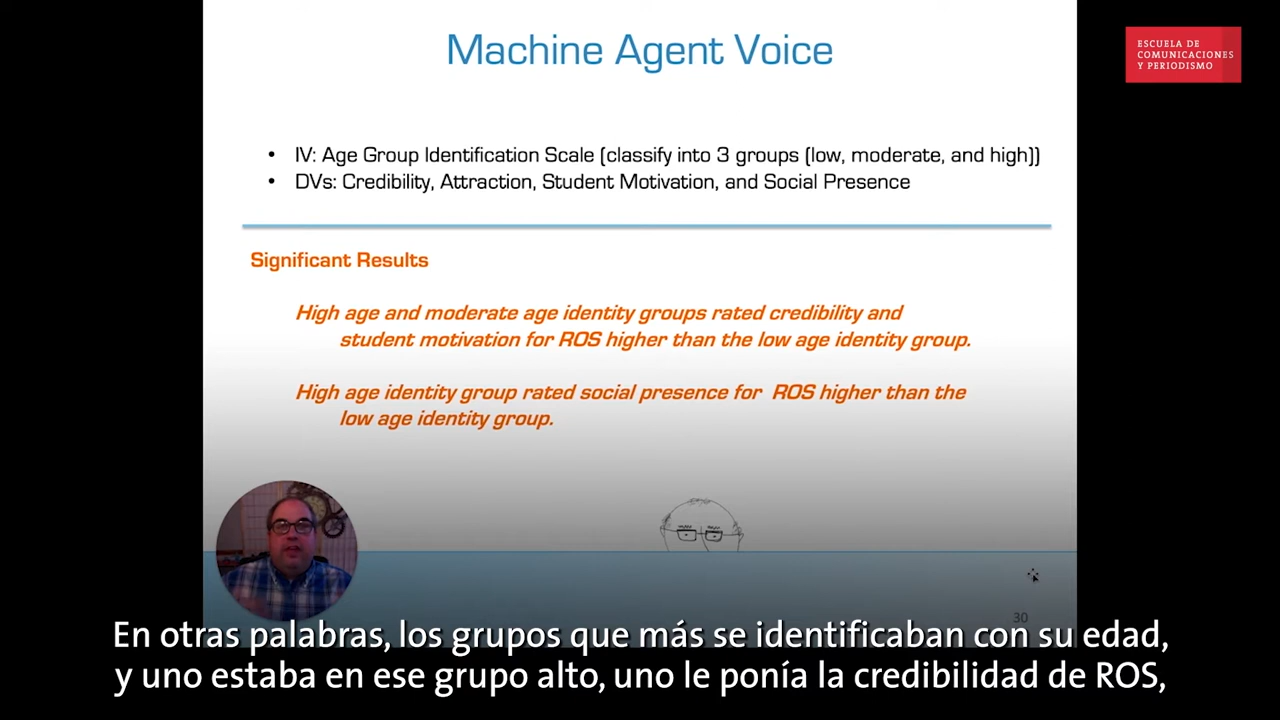 Machine Agent Voice
ESCUELA DE
COMUNICACIONES
Y PERIODISMO
• IV: Age Group Identification Scale (classify into 3 groups (low, moderate, and high))
• DVs: Credibility, Attraction, Student Motivation, and Social Presence
Significant Results
High age and moderate age identity groups rated credibility and
student motivation for ROS higher than the low age identity group.
High age identity group rated social presence for ROS higher than the
low age identity group.
30
En otras palabras, los grupos que más se identificaban con su edad,
y uno estaba en ese grupo alto, uno le ponía la credibilidad de ROS,